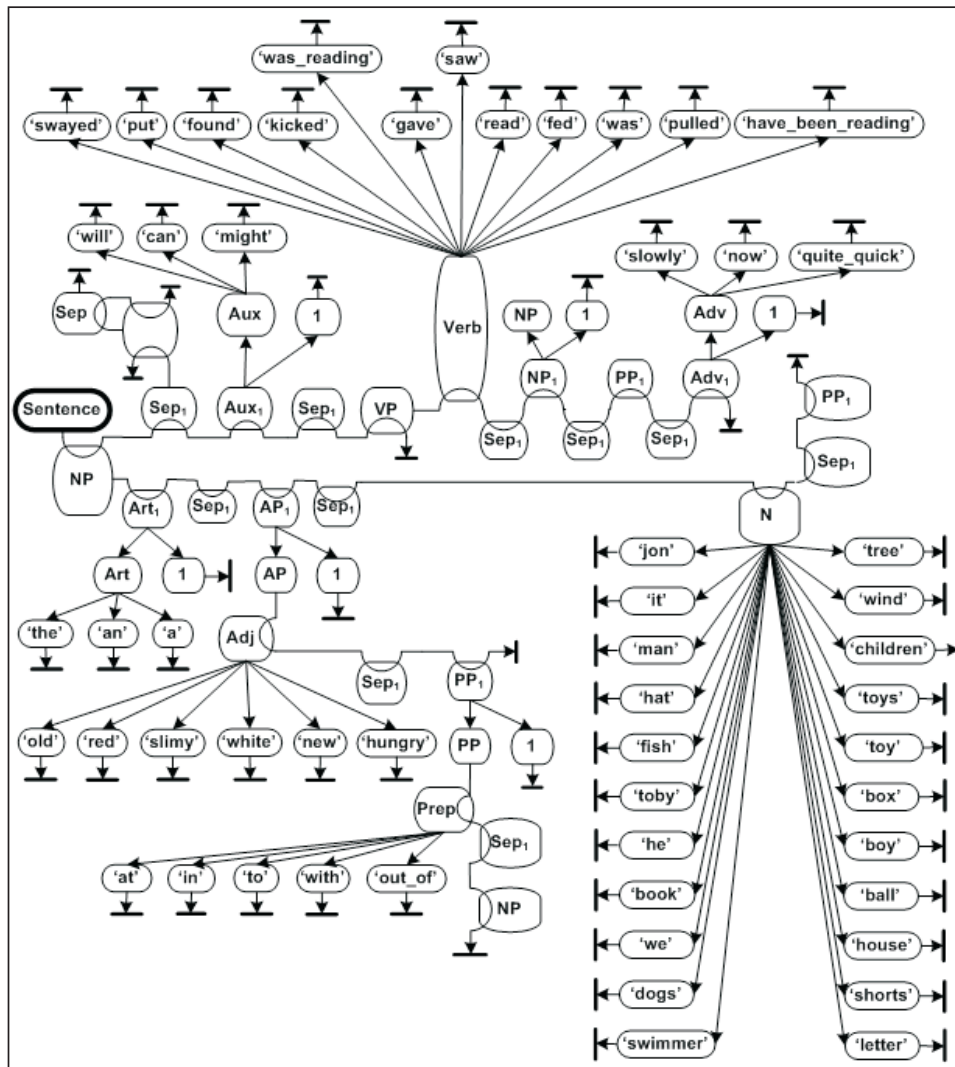 ‘was_reading’ ‘saw’
‘swayed’ ‘put’ ‘found’ ‘kicked’ ‘gave’ ‘read’ ‘fed’ ‘was’ ‘pulled’ ‘have_been_reading’
‘will’ ‘can’ ‘might’ ‘slowly’ ‘now’ ‘quite_quick’
Sep Aux 1 Verb NP 1 Adv 1
Sentence Sep₁ Aux₁ Sep₁ VP NP₁ PP₁ Adv₁ PP₁
Sep₁ Sep₁ Sep₁
NP Sep₁
Art₁ Sep₁ AP₁ Sep₁ N
Art 1 AP 1 ‘jon’ ‘tree’
‘it’ ‘wind’
‘the’ ‘an’ ‘a’ Adj ‘man’ ‘children’
Sep₁ PP₁ ‘hat’ ‘toys’
‘old’ ‘red’ ‘slimy’ ‘white’ ‘new’ ‘hungry’ PP 1 ‘fish’ ‘toy’
Prep ‘toby’ ‘box’
Sep₁ ‘he’ ‘boy’
‘at’ ‘in’ ‘to’ ‘with’ ‘out_of’ ‘book’ ‘ball’
NP ‘we’ ‘house’
‘dogs’ ‘shorts’
‘swimmer’ ‘letter’